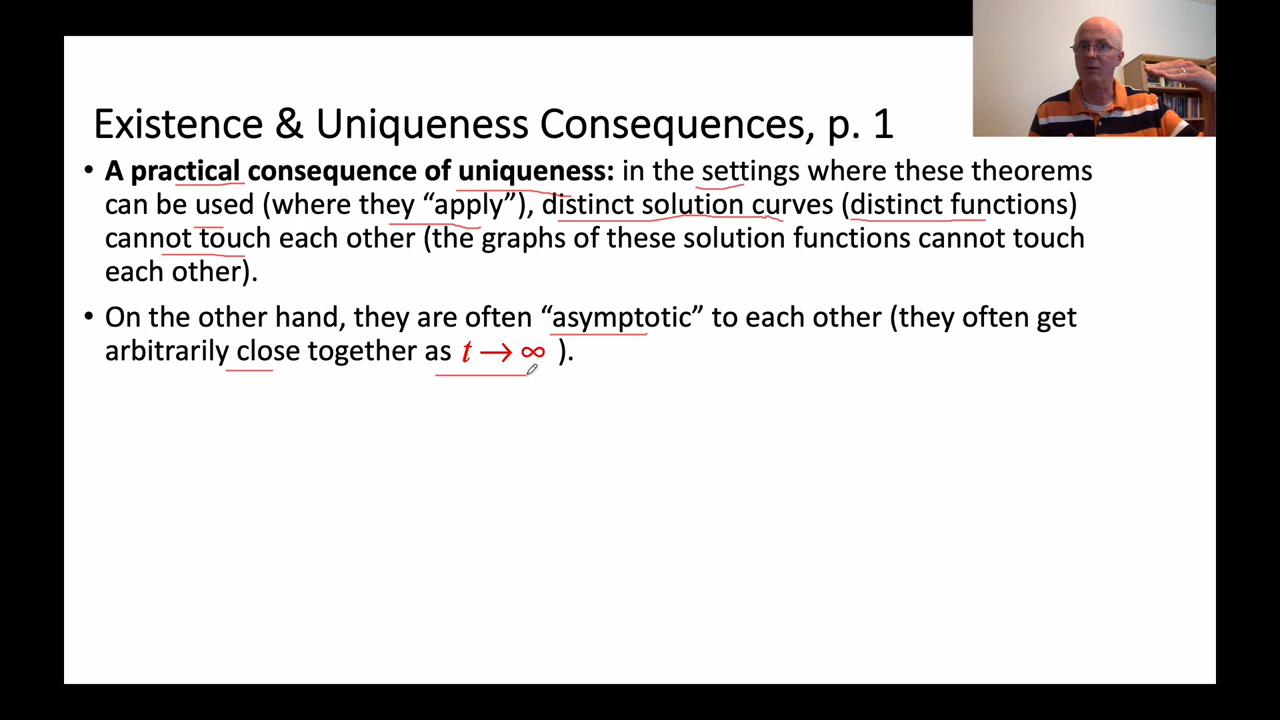 Existence & Uniqueness Consequences, p. 1
• A practical consequence of uniqueness: in the settings where these theorems
can be used (where they “apply”), distinct solution curves (distinct functions)
cannot touch each other (the graphs of these solution functions cannot touch
each other).
• On the other hand, they are often “asymptotic” to each other (they often get
arbitrarily close together as t → ∞ ).